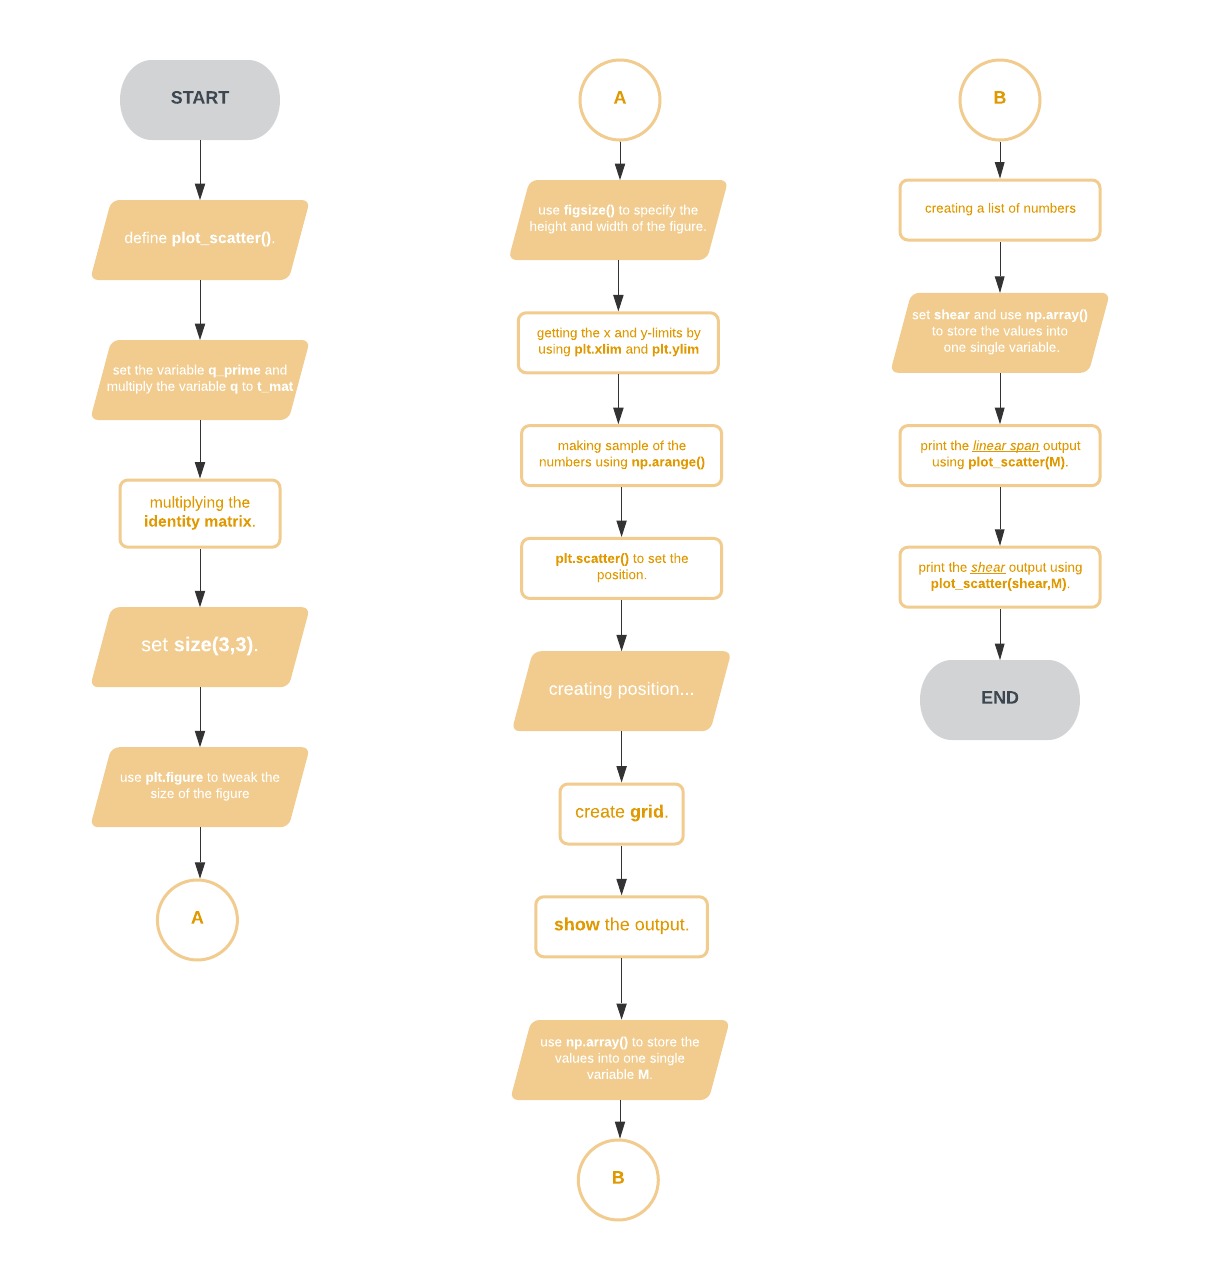 START
define plot_scatter().
set the variable q_prime and
multiply the variable q to t_mat
multiplying the
identity matrix.
set size(3,3).
use plt.figure to tweak the
size of the figure
A
A
use figsize() to specify the
height and width of the figure.
getting the x and y-limits by
using plt.xlim and plt.ylim
making sample of the
numbers using np.arange()
plt.scatter() to set the
position.
creating position...
create grid.
show the output.
use np.array() to store the
values into one single
variable M.
B
B
creating a list of numbers
set shear and use np.array()
to store the values into
one single variable.
print the linear span output
using plot_scatter(M).
print the shear output using
plot_scatter(shear,M).
END